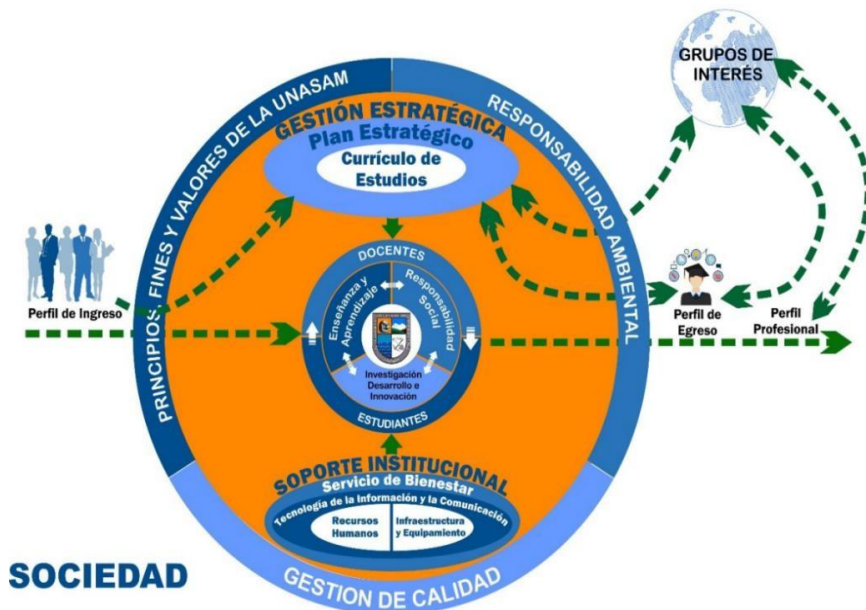 GRUPOS DE
INTERÉS
PRINCIPIOS, FINES Y VALORES DE LA UNASAM
RESPONSABILIDAD AMBIENTAL
GESTIÓN ESTRATÉGICA
Plan Estratégico
Currículo de
Estudios
Perfil de Ingreso
DOCENTES
Enseñanza y
Aprendizaje
Responsabilidad
Social
Investigación
Desarrollo e
Innovación
ESTUDIANTES
Perfil de
Egreso
Perfil
Profesional
SOPORTE INSTITUCIONAL
Servicio de Bienestar
Tecnología de la Información y la Comunicación
Recursos
Humanos
Infraestructura
y Equipamiento
GESTION DE CALIDAD
SOCIEDAD